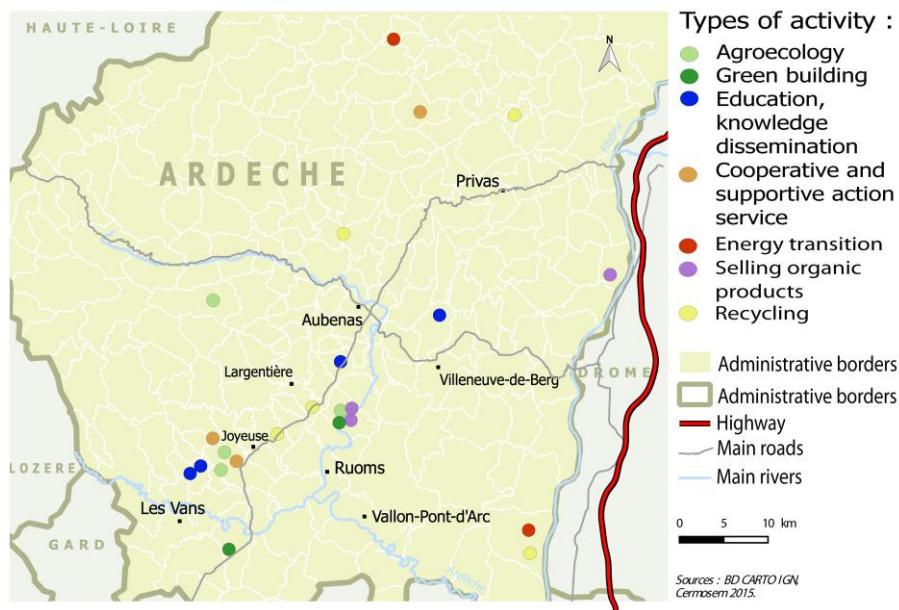 HAUTE-LOIRE
N
Rhône
ARDECHE
Privas
Aubenas
Largentière
Villeneuve-de-Berg
DROME
Joyeuse
LOZERE
Ruoms
Les Vans
Vallon-Pont-d'Arc
GARD
Ardèche
Types of activity :
Agroecology
Green building
Education,
knowledge
dissemination
Cooperative and
supportive action
service
Energy transition
Selling organic
products
Recycling
Administrative borders
Administrative borders
Highway
Main roads
Main rivers
0 5 10 km
Sources : BD CARTO IGN,
Cermosem 2015.